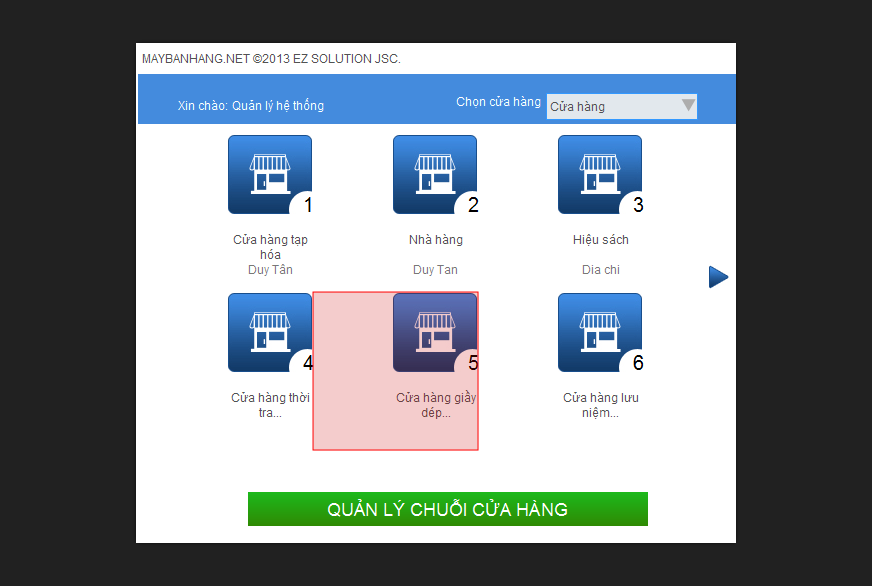 MAYBANHANG.NET ©2013 EZ SOLUTION JSC.
Xin chào: Quản lý hệ thống
Chọn cửa hàng
Cửa hàng
1
2
3
Cửa hàng tạp
hóa
Duy Tân
Nhà hàng
Duy Tan
Hiệu sách
Dia chi
4
5
6
Cửa hàng thời
tra...
Cửa hàng giầy
dép...
Cửa hàng lưu
niệm...
QUẢN LÝ CHUỖI CỬA HÀNG